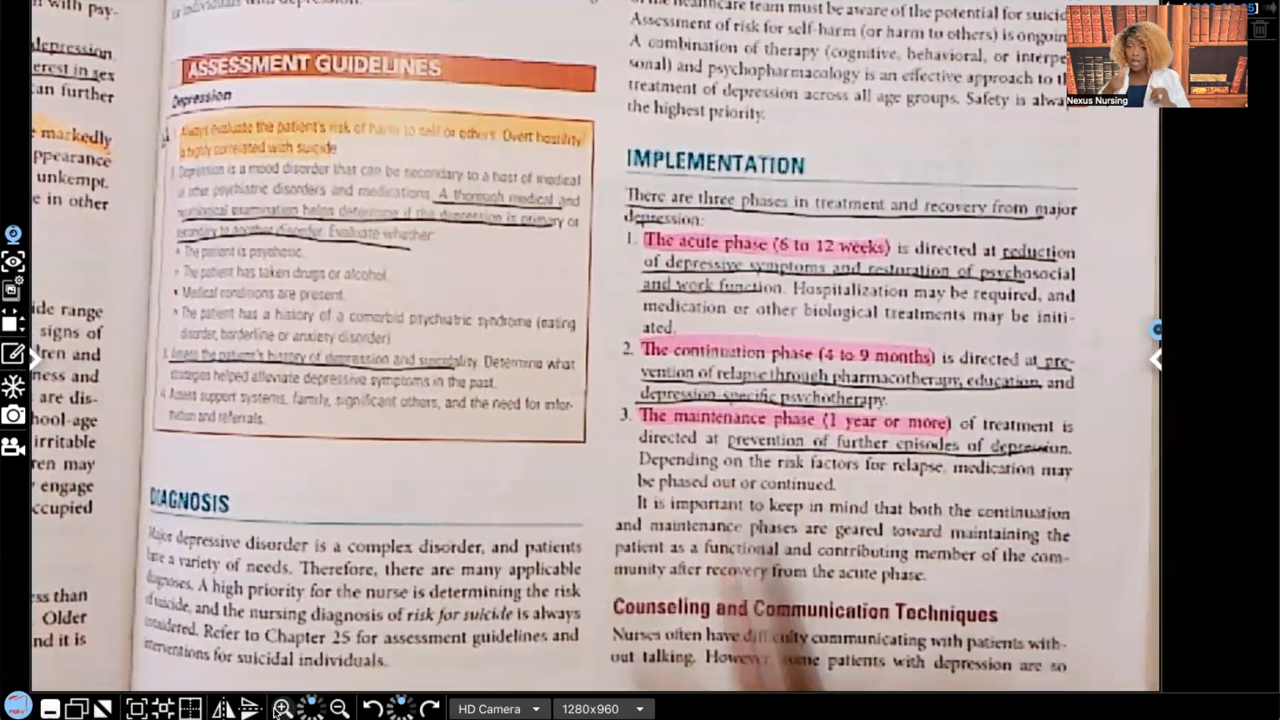 n with psy-
depression.
erest in sex
can further
e markedly
ppearance
unkempt.
e in other
ide range
signs of
dren and
ness and
are dis-
hool-age
irritable
ren may
engage
ccupied
ss than
Older
nd it is
ASSESSMENT GUIDELINES
Depression
1. Always evaluate the patient's risk of harm to self or others. Overt hostility
is highly correlated with suicide
2. Depression is a mood disorder that can be secondary to a host of medical
or other psychiatric disorders and medications. A thorough medical and
neurological examination helps determine if the depression is primary or
secondary to another disorder. Evaluate whether:
• The patient is psychotic.
• The patient has taken drugs or alcohol.
• Medical conditions are present.
• The patient has a history of a comorbid psychiatric syndrome (eating
disorder, borderline or anxiety disorder)
3. Assess the patient's history of depression and suicidality. Determine what
strategies helped alleviate depressive symptoms in the past.
4. Assess support systems, family, significant others, and the need for infor-
mation and referrals.
DIAGNOSIS
Major depressive disorder is a complex disorder, and patients
have a variety of needs. Therefore, there are many applicable
diagnoses. A high priority for the nurse is determining the risk
of suicide, and the nursing diagnosis of risk for suicide is always
considered. Refer to Chapter 25 for assessment guidelines and
interventions for suicidal individuals.
of the healthcare team must be aware of the potential for suicid
Assessment of risk for self-harm (or harm to others) is ongoin
A combination of therapy (cognitive, behavioral, or interpe
sonal) and psychopharmacology is an effective approach to th
treatment of depression across all age groups. Safety is alwa
the highest priority.
IMPLEMENTATION
There are three phases in treatment and recovery from major
depression:
1. The acute phase (6 to 12 weeks) is directed at reduction
of depressive symptoms and restoration of psychosocial
and work function. Hospitalization may be required, and
medication or other biological treatments may be initi-
ated.
2. The continuation phase (4 to 9 months) is directed at pre-
vention of relapse through pharmacotherapy, education, and
depression-specific psychotherapy.
3. The maintenance phase (1 year or more) of treatment is
directed at prevention of further episodes of depression.
Depending on the risk factors for relapse, medication may
be phased out or continued.
It is important to keep in mind that both the continuation
and maintenance phases are geared toward maintaining the
patient as a functional and contributing member of the com-
munity after recovery from the acute phase.
Counseling and Communication Techniques
Nurses often have difficulty communicating with patients with-
out talking. However, some patients with depression are so
Nexus Nursing
HD Camera
1280x960